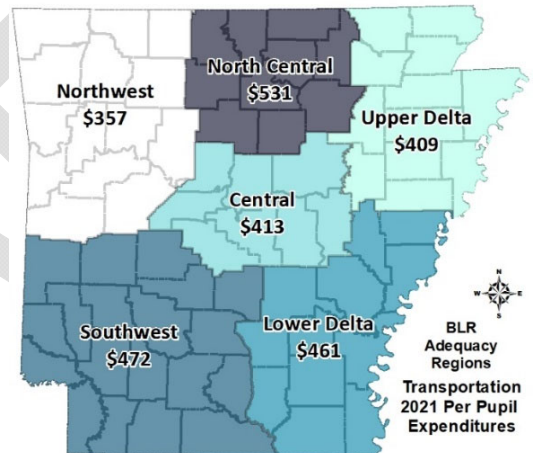 North Central
$531
Northwest
$357
Upper Delta
$409
Central
$413
Southwest
$472
Lower Delta
$461
N
W E
S
BLR
Adequacy
Regions
Transportation
2021 Per Pupil
Expenditures